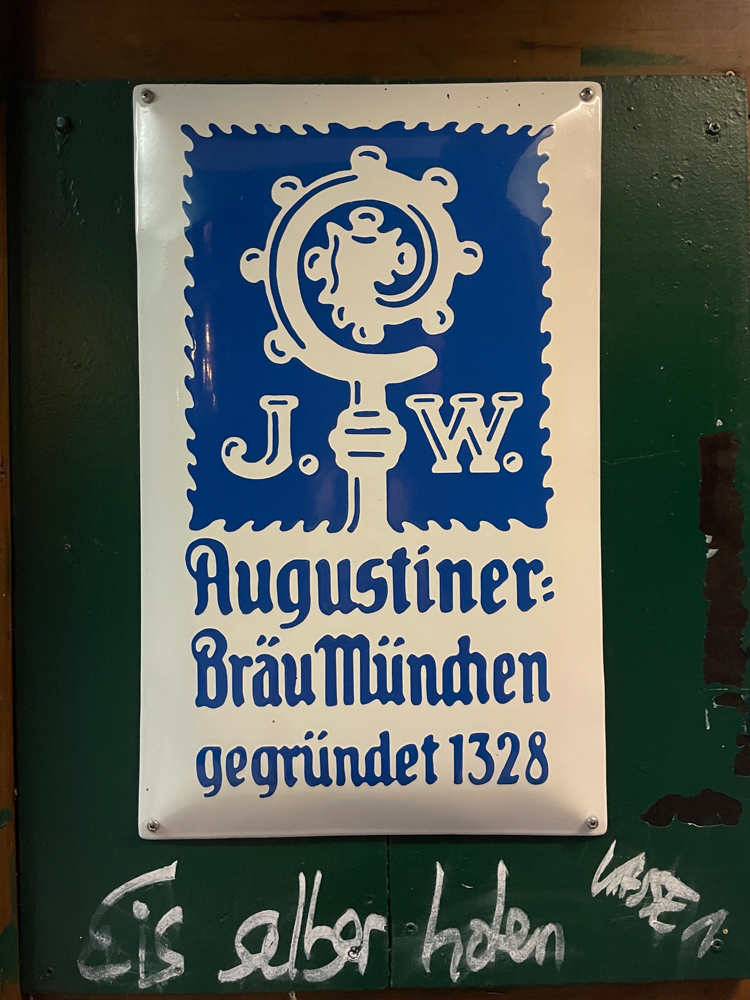 J. W.
Augustiner=
Bräu München
gegründet 1328
Eis selber holen